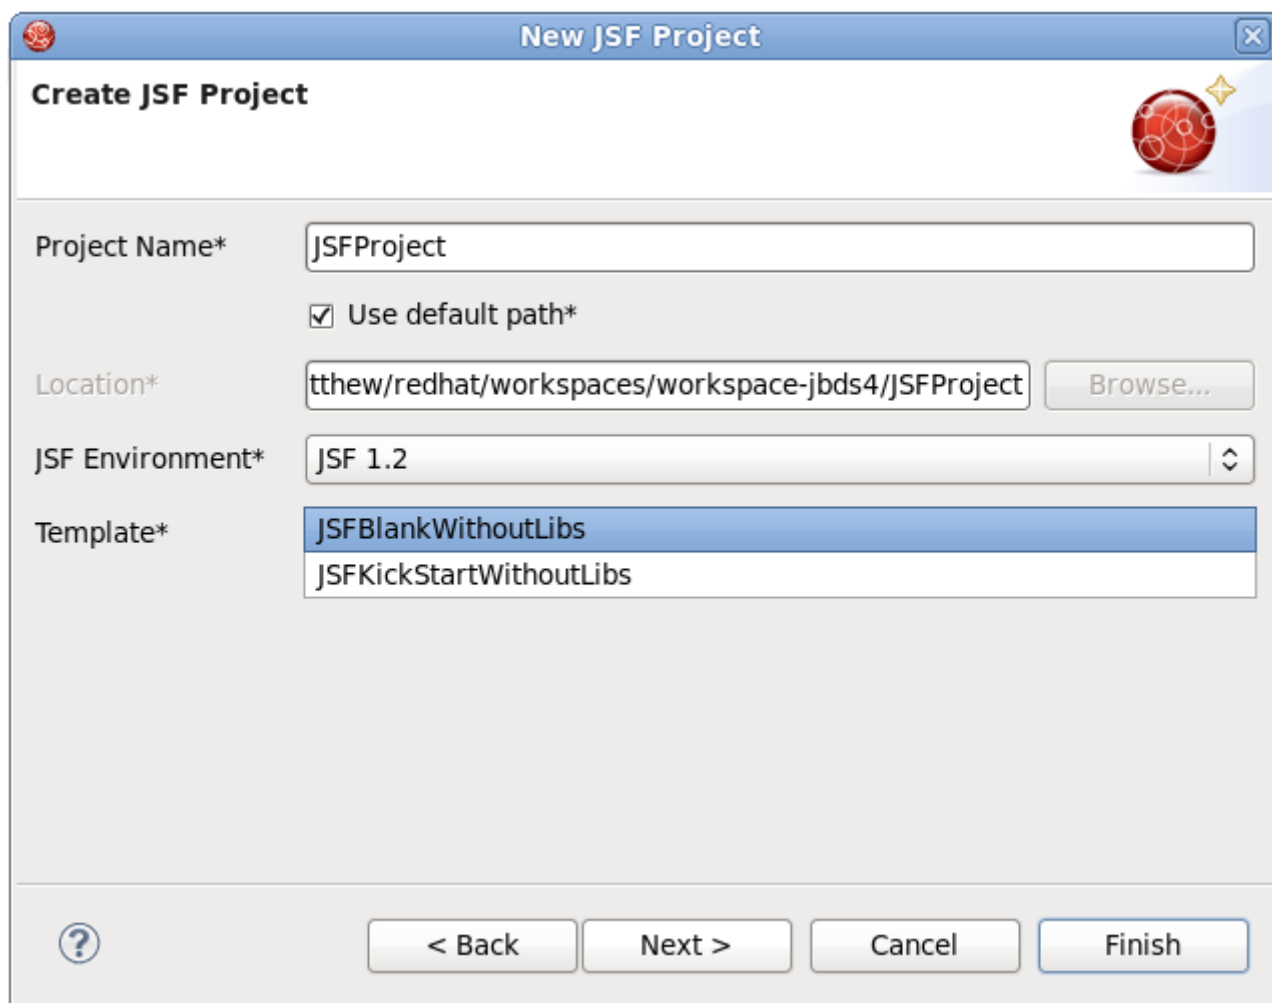 New JSF Project
Create JSF Project
Project Name* JSFProject
Use default path*
Location* tthew/redhat/workspaces/workspace-jbds4/JSFProject Browse...
JSF Environment* JSF 1.2
Template* JSFBlankWithoutLibs
JSFKickStartWithoutLibs
? < Back Next > Cancel Finish